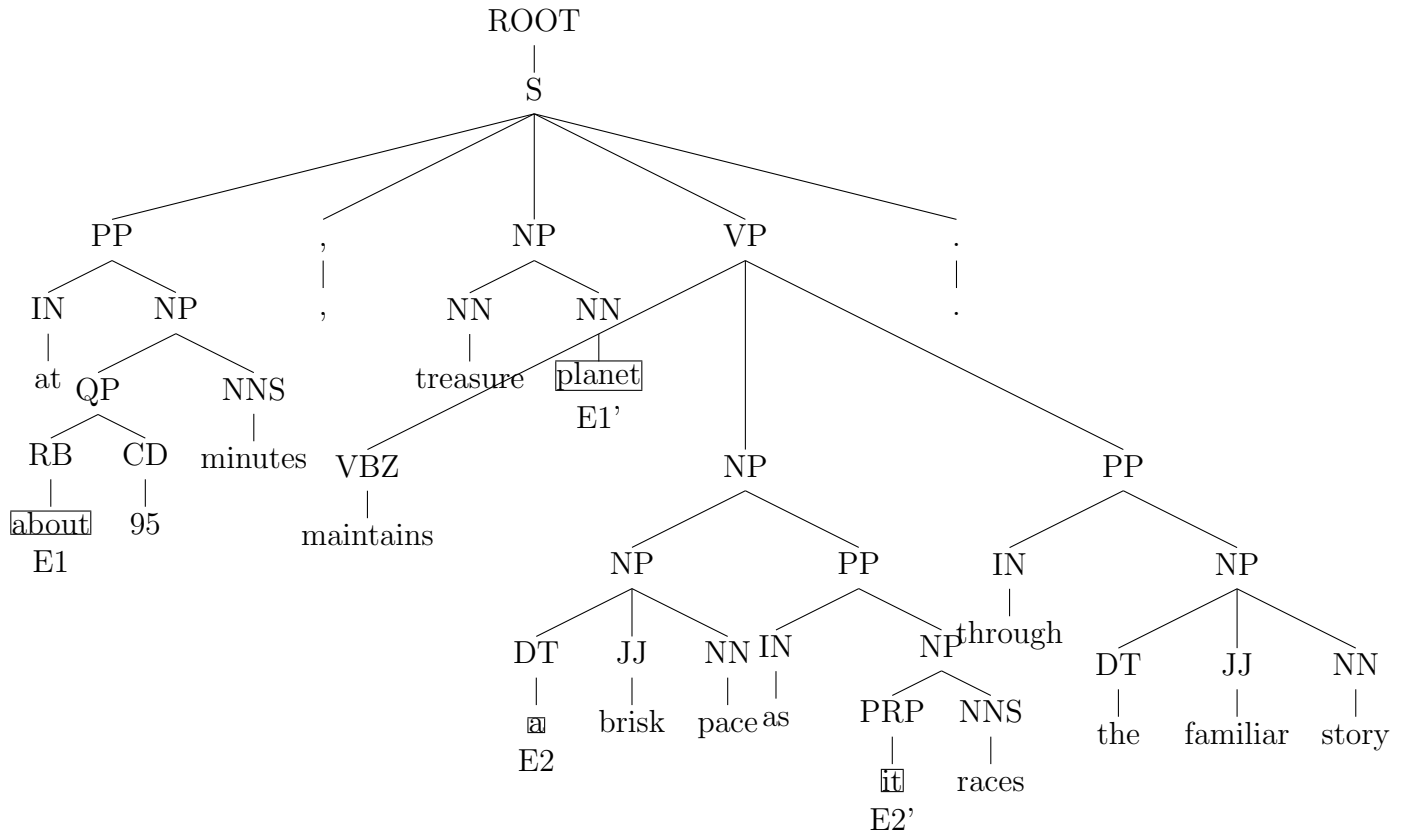 ROOT
S
PP , NP VP .
IN NP , NN NN .
at QP NNS treasure planet
E1'
RB CD minutes VBZ NP PP
about 95 maintains
E1 NP PP IN NP
through
DT JJ NN IN NP DT JJ NN
a brisk pace as PRP NNS the familiar story
E2 it races
E2'